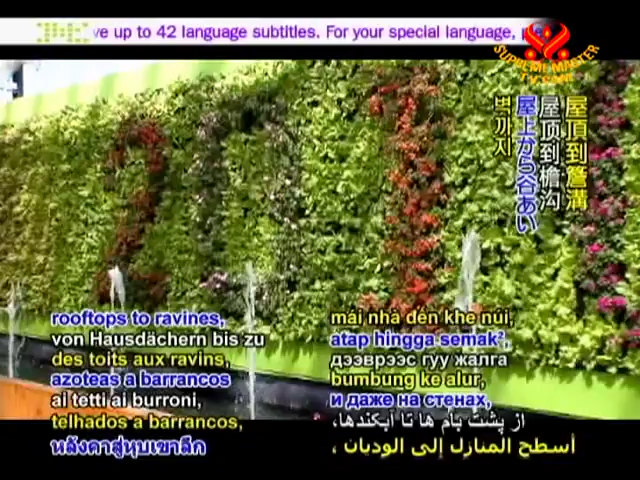 ve up to 42 language subtitles. For your special language, ple
SUPREME MASTER
TV
屋頂到簷溝
屋顶到檐沟
屋上から谷あい
벽까지
rooftops to ravines,
von Hausdächern bis zu
des toits aux ravins,
azoteas a barrancos
ai tetti ai burroni,
telhados a barrancos,
หลังคาสู่หุบเขาลึก
mái nhà đến khe núi,
atap hingga semak²,
дээврээс гуу жалга
bumbung ke alur,
и даже на стенах,
از پشت بام ها تا آبکندها،
أسطح المنازل إلى الوديان ،